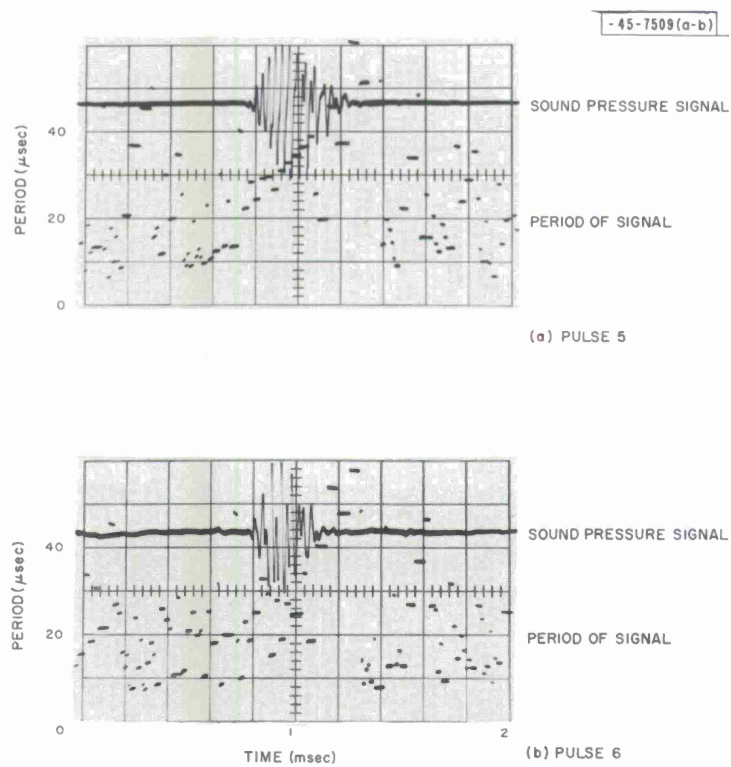 -45-7509(a-b)
SOUND PRESSURE SIGNAL
PERIOD (μsec)
40
20
0
PERIOD OF SIGNAL
(a) PULSE 5
SOUND PRESSURE SIGNAL
PERIOD (μsec)
40
20
0
PERIOD OF SIGNAL
1
2
TIME (msec)
(b) PULSE 6